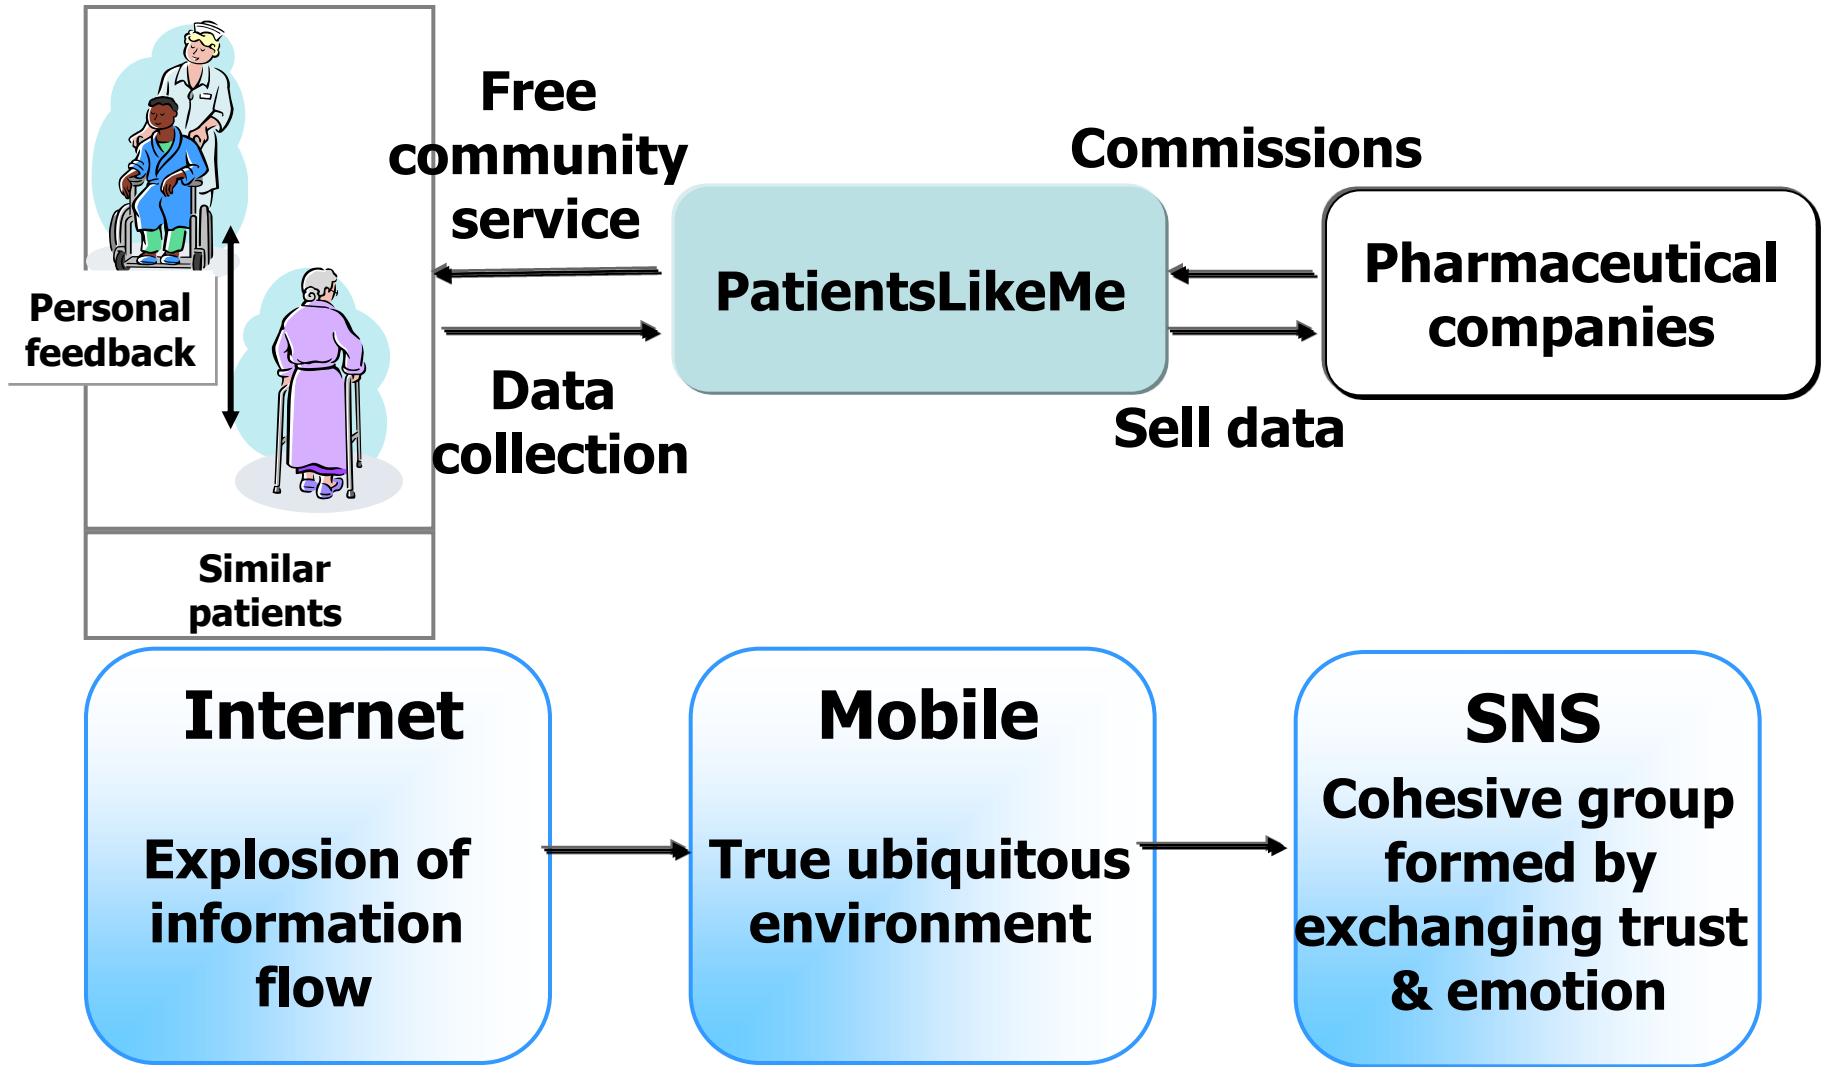 Free
community
service
Commissions
PatientsLikeMe
Pharmaceutical
companies
Personal
feedback
Data
collection
Sell data
Similar
patients
Internet
Explosion of
information
flow
Mobile
True ubiquitous
environment
SNS
Cohesive group
formed by
exchanging trust
& emotion